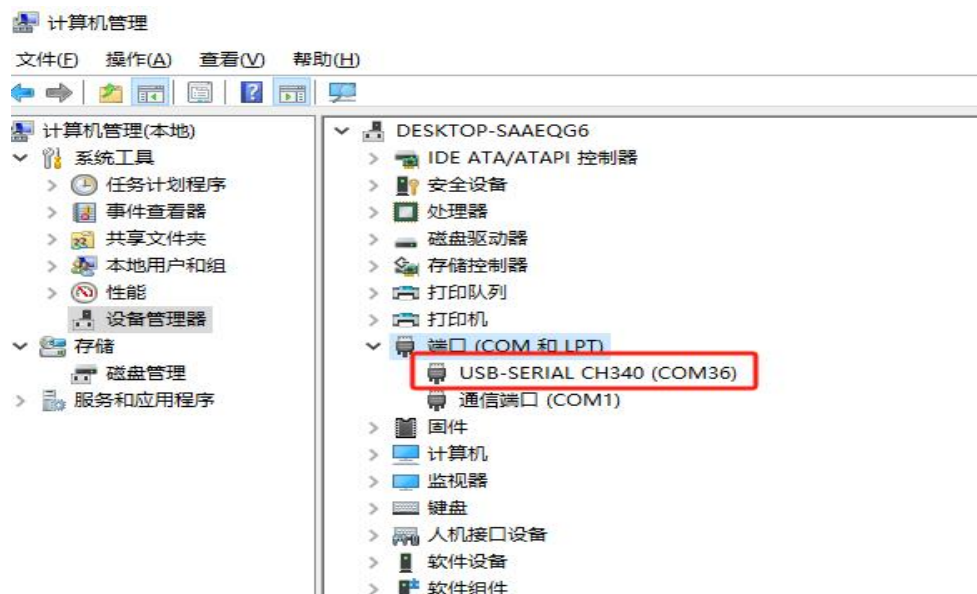 计算机管理
文件(F) 操作(A) 查看(V) 帮助(H)
计算机管理(本地)
系统工具
任务计划程序
事件查看器
共享文件夹
本地用户和组
性能
设备管理器
存储
磁盘管理
服务和应用程序
DESKTOP-SAAEQG6
IDE ATA/ATAPI 控制器
安全设备
处理器
磁盘驱动器
存储控制器
打印队列
打印机
端口 (COM 和 LPT)
USB-SERIAL CH340 (COM36)
通信端口 (COM1)
固件
计算机
监视器
键盘
人机接口设备
软件设备
软件组件